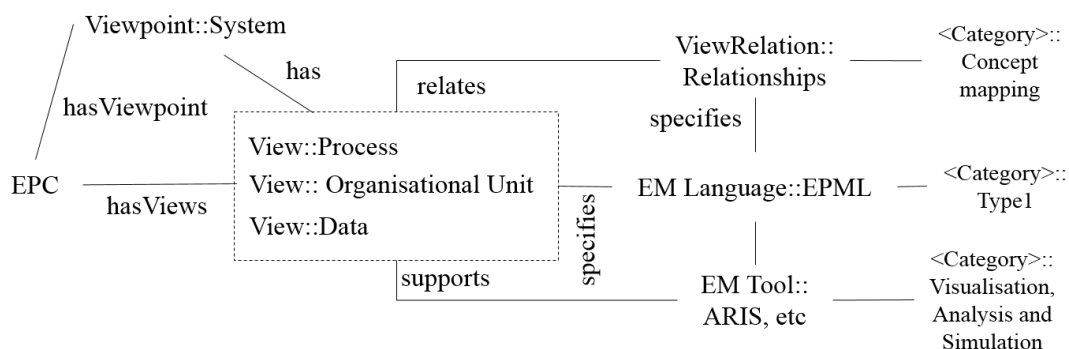 Viewpoint::System
has
hasViewpoint
EPC
hasViews
View::Process
View:: Organisational Unit
View::Data
relates
ViewRelation::
Relationships
<Category>::
Concept
mapping
specifies
specifies
EM Language::EPML
<Category>::
Type1
supports
EM Tool::
ARIS, etc
<Category>::
Visualisation,
Analysis and
Simulation